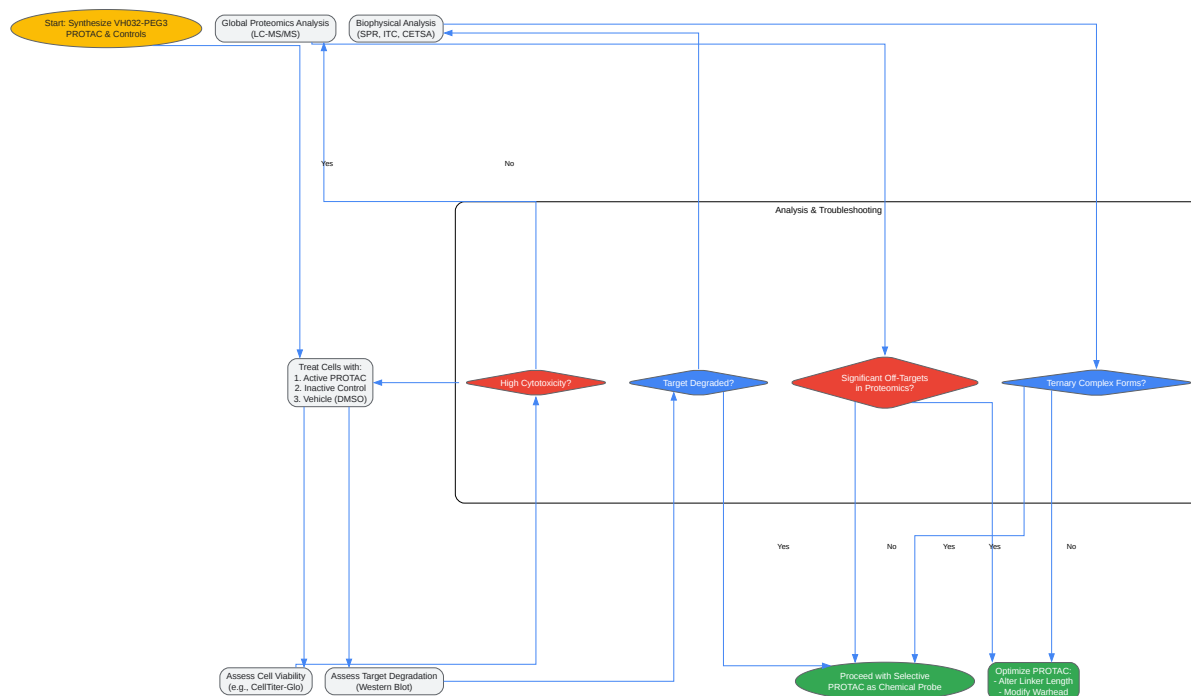 Start: Synthesize VH032-PEG3
PROTAC & Controls
Global Proteomics Analysis
(LC-MS/MS)
Biophysical Analysis
(SPR, ITC, CETSA)
Yes
No
Analysis & Troubleshooting
Treat Cells with:
1. Active PROTAC
2. Inactive Control
3. Vehicle (DMSO)
High Cytotoxicity?
Target Degraded?
Significant Off-Targets
in Proteomics?
Ternary Complex Forms?
Yes
No
Yes
Yes
No
Assess Cell Viability
(e.g., CellTiter-Glo)
Assess Target Degradation
(Western Blot)
Proceed with Selective
PROTAC as Chemical Probe
Optimize PROTAC:
- Alter Linker Length
- Modify Warhead